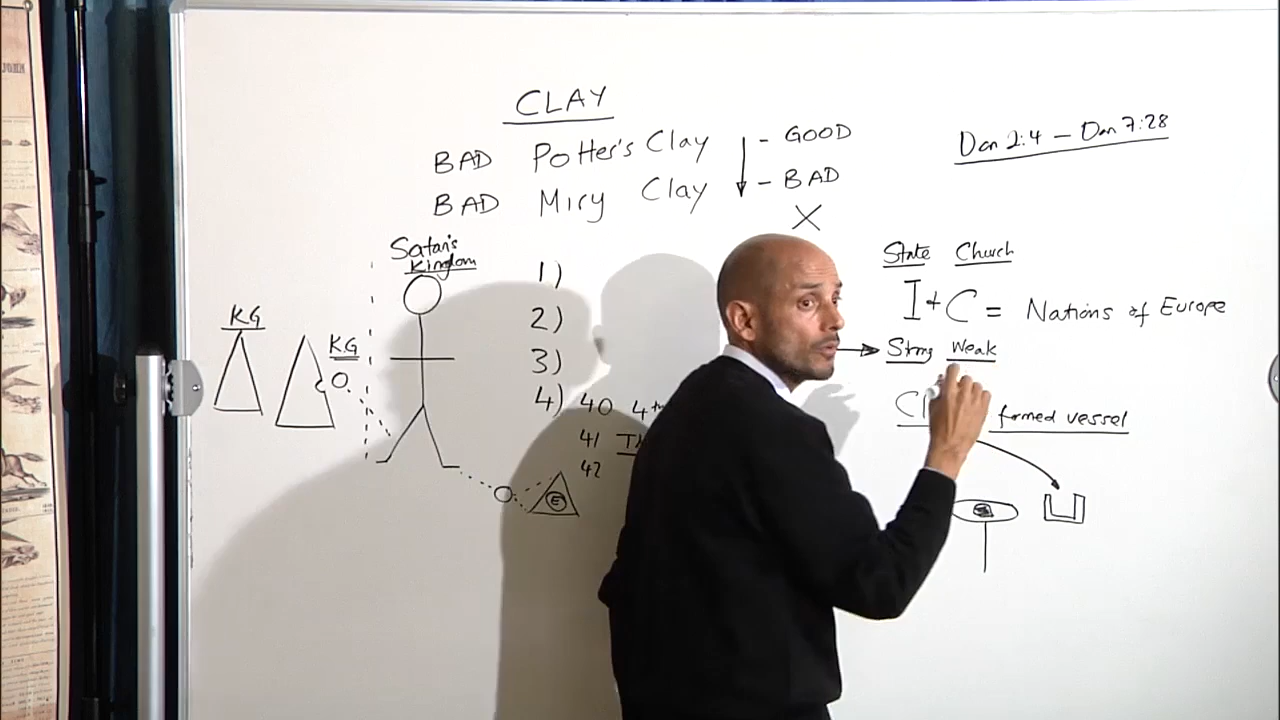 CLAY
BAD Potter's Clay - GOOD
BAD Miry Clay - BAD
X
Dan 2:4 - Dan 7:28
Satan's
Kingdom
KG
KG
1)
2)
3)
4) 40 4th
41
42
E
State Church
I + C = Nations of Europe
Strong Weak
formed vessel